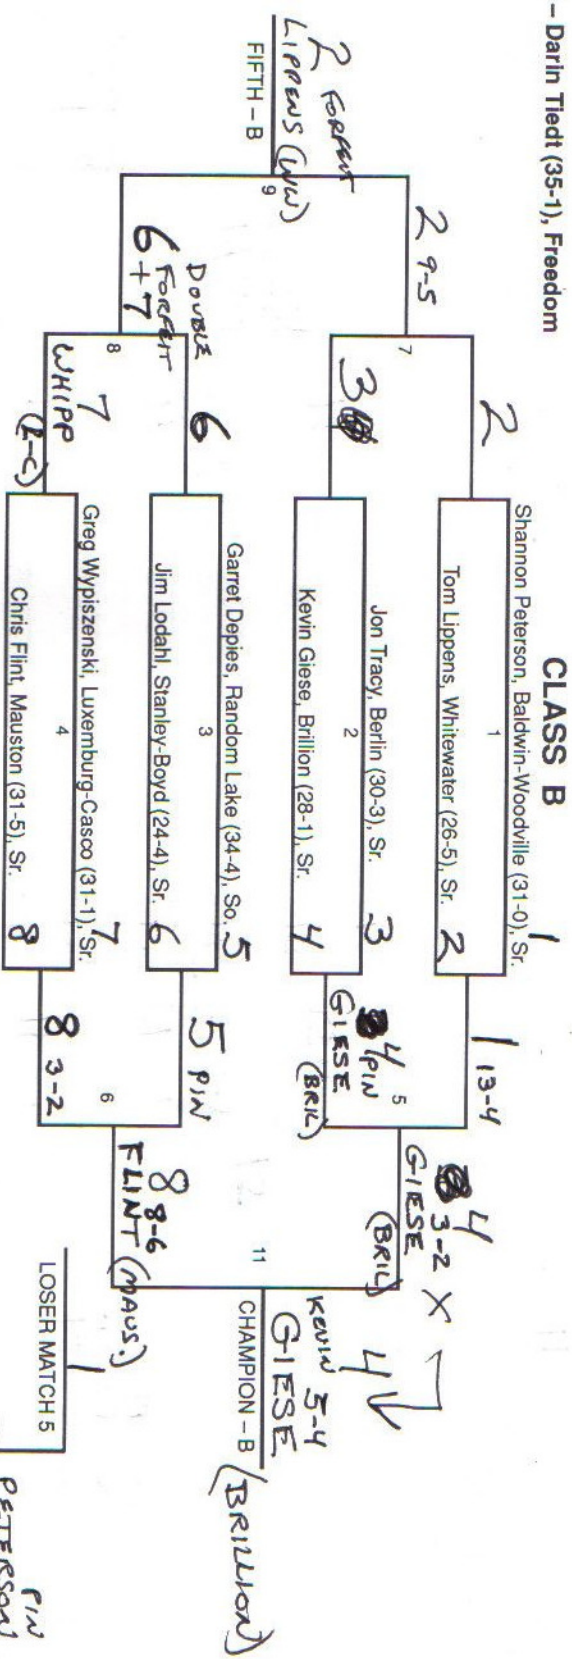 – Darin Tiedt (35-1), Freedom
CLASS B
Shannon Peterson, Baldwin-Woodville (31-0), Sr. 1
1
Tom Lippens, Whitewater (26-5), Sr. 2
Jon Tracy, Berlin (30-3), Sr. 3
2
Kevin Giese, Brillion (28-1), Sr. 4
Garret Depies, Random Lake (34-4), So. 5
3
Jim Lodahl, Stanley-Boyd (24-4), Sr. 6
Greg Wypiszenski, Luxemburg-Casco (31-1), Sr. 7
4
Chris Flint, Mauston (31-5), Sr. 8
2
3
2 9-5
7
6
7
WHIPP
(L-C)
8
DOUBLE
FORFEIT
6 + 7
9
2 FORFEIT
LIPPENS (WW)
FIFTH – B
1 13-4
4 PIN
GIESE
(BRIL)
5
5 PIN
8 3-2
6
4
3-2 X
GIESE
(BRIL)
8 8-6
FLINT (MAUS.)
11
4
KEVIN 5-4
GIESE
(BRILLION)
CHAMPION – B
1
LOSER MATCH 5
PIN
PETERSON